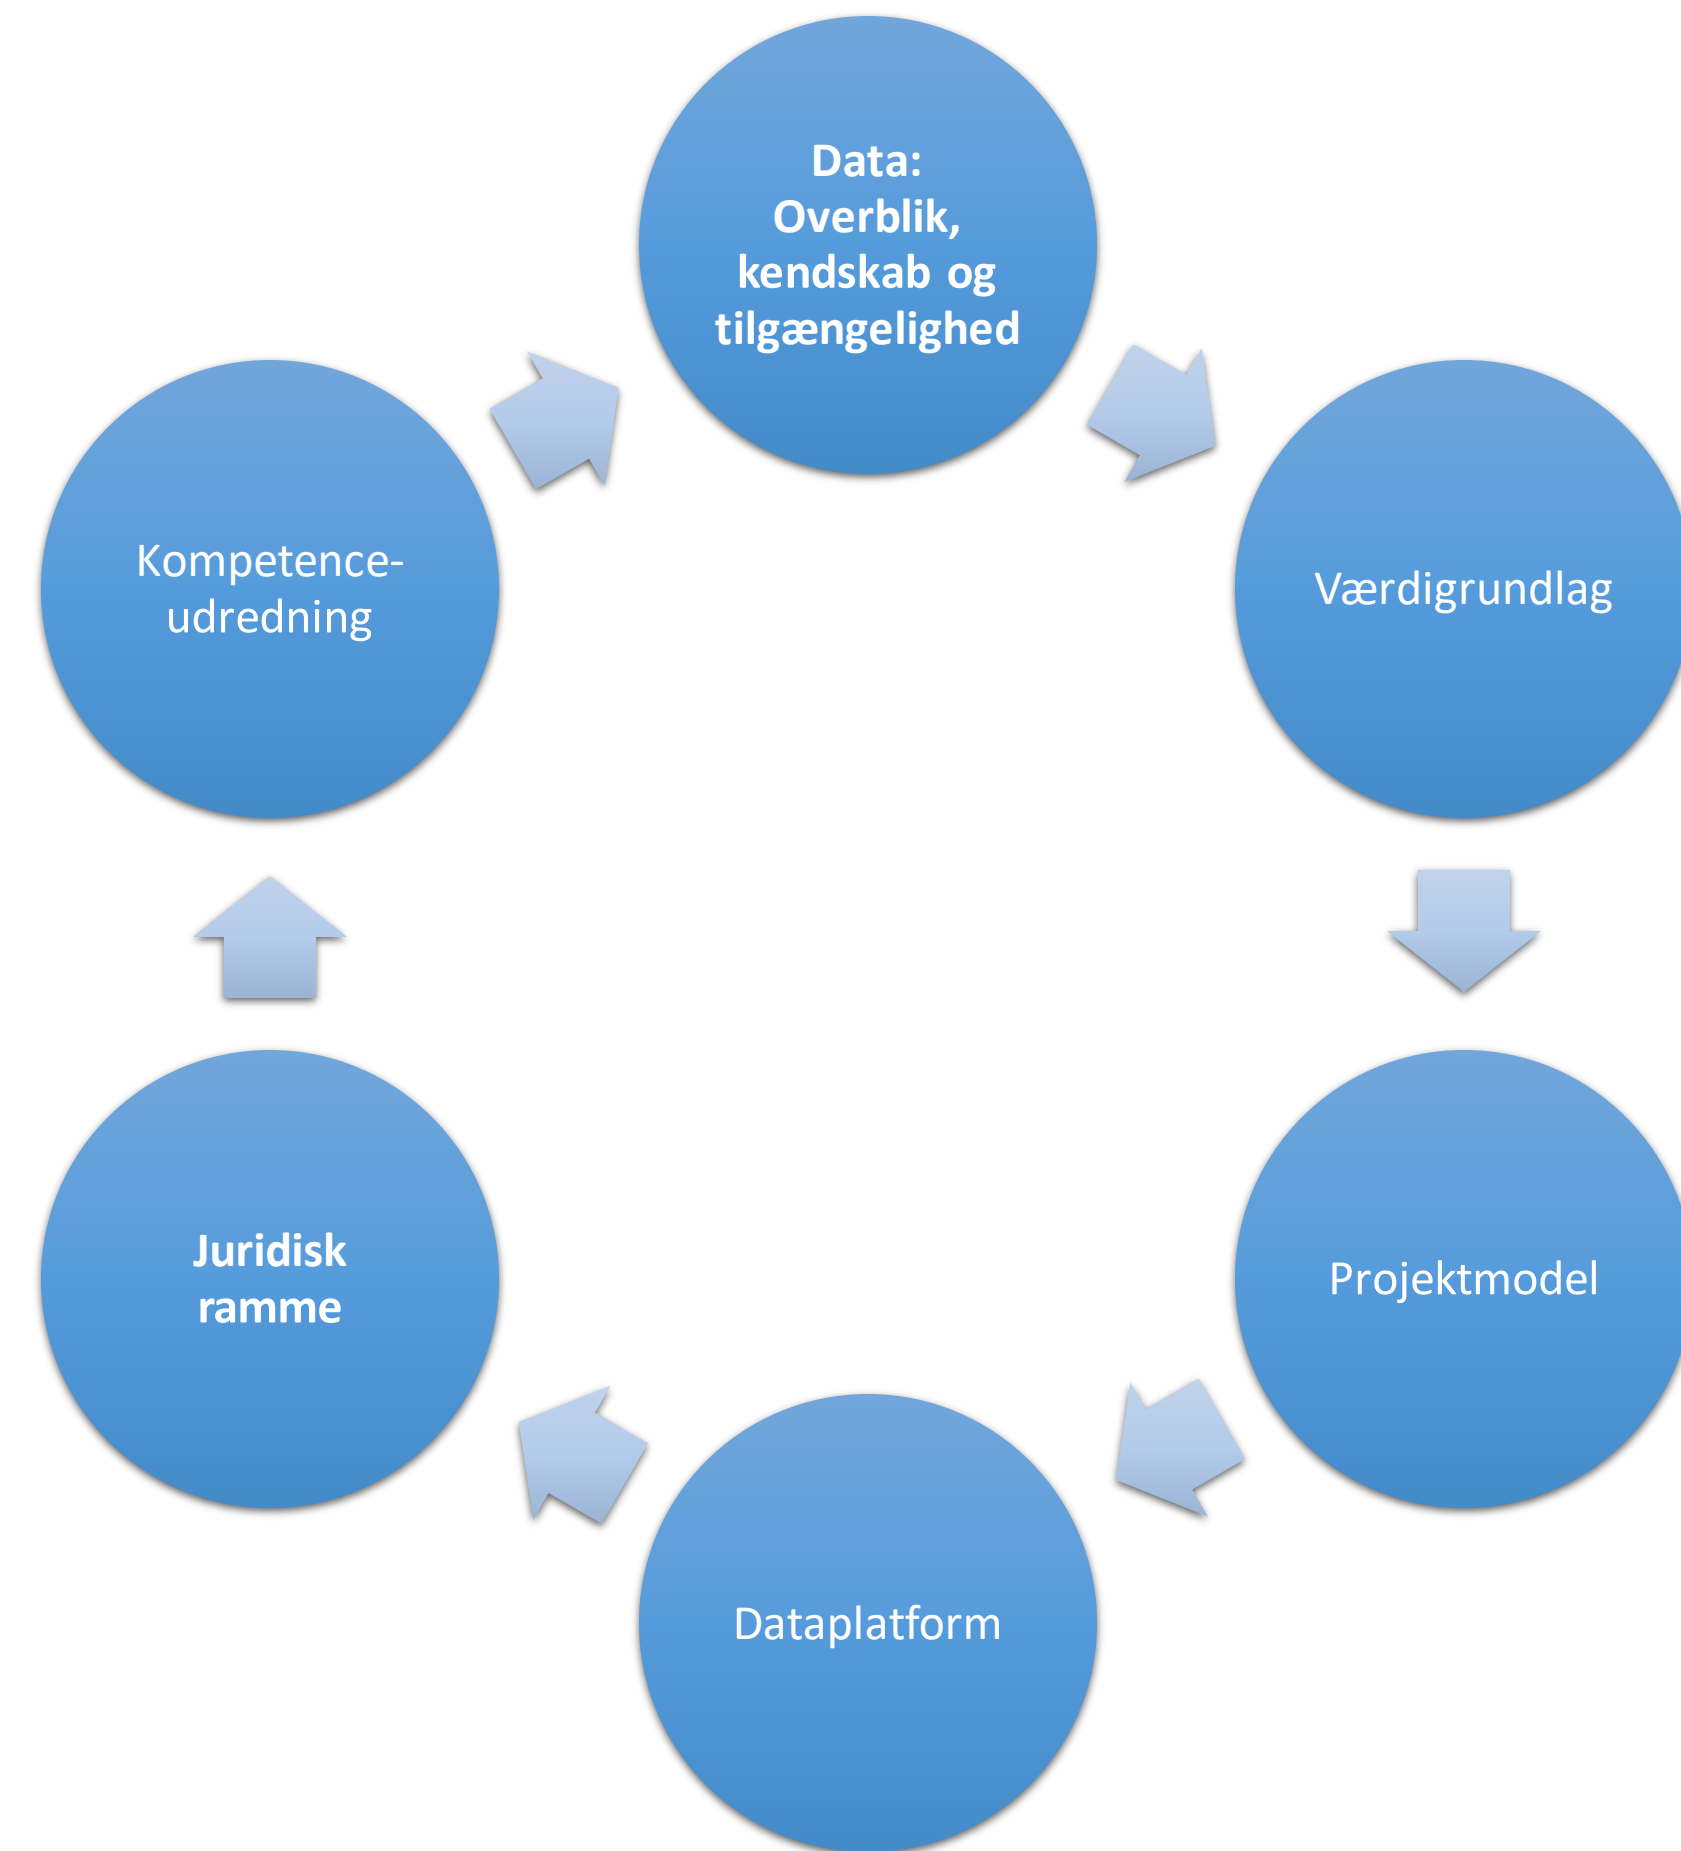 Data:
Overblik,
kendskab og
tilgængelighed
Værdigrundlag
Projektmodel
Dataplatform
Juridisk
ramme
Kompetence-
udredning